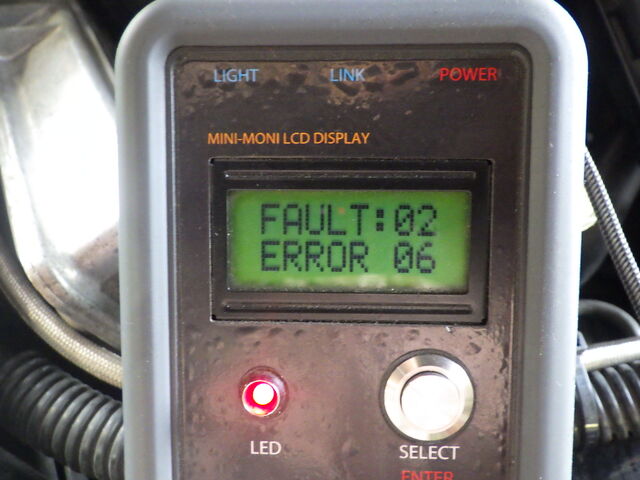 LIGHT LINK POWER
MINI-MONI LCD DISPLAY
FAULT:02
ERROR 06
LED
SELECT
ENTER